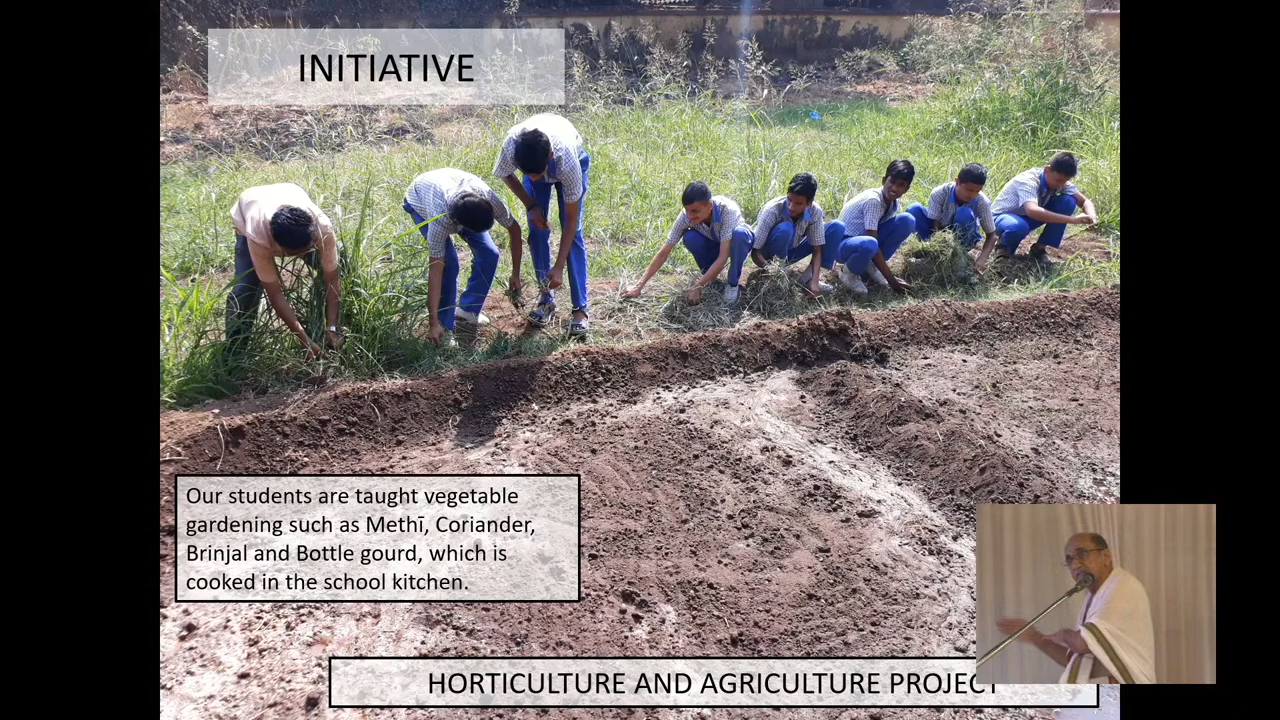 INITIATIVE
Our students are taught vegetable
gardening such as Methī, Coriander,
Brinjal and Bottle gourd, which is
cooked in the school kitchen.
HORTICULTURE AND AGRICULTURE PROJECT